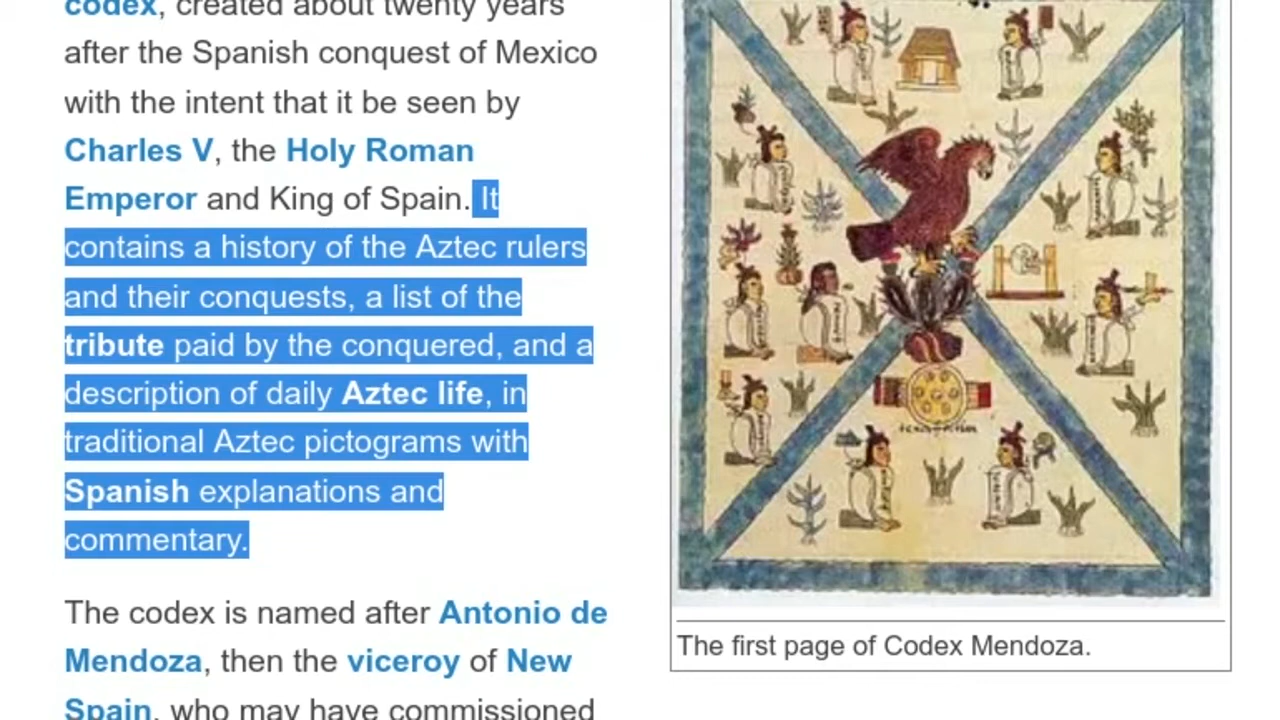 codex, created about twenty years
after the Spanish conquest of Mexico
with the intent that it be seen by
Charles V, the Holy Roman
Emperor and King of Spain. It
contains a history of the Aztec rulers
and their conquests, a list of the
tribute paid by the conquered, and a
description of daily Aztec life, in
traditional Aztec pictograms with
Spanish explanations and
commentary.
The codex is named after Antonio de
Mendoza, then the viceroy of New
Spain, who may have commissioned
The first page of Codex Mendoza.